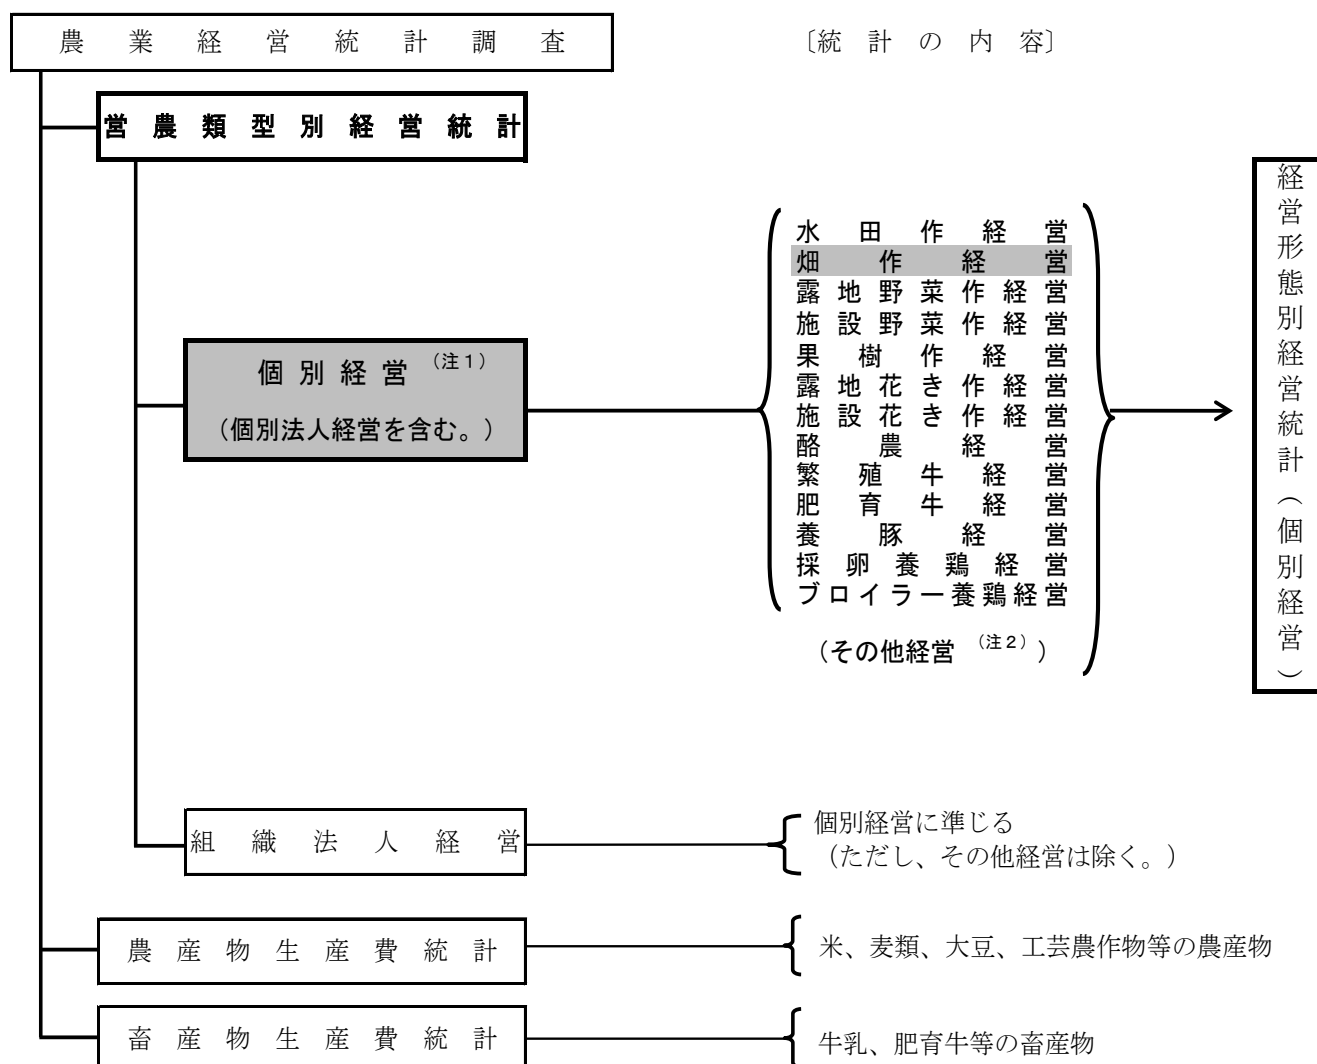 農業経営統計調査
〔統計の内容〕
営農類型別経営統計
個別経営（注１）
（個別法人経営を含む。）
水田作経営
畑作経営
露地野菜作経営
施設野菜作経営
果樹作経営
露地花き作経営
施設花き作経営
酪農経営
繁殖牛経営
肥育牛経営
養豚経営
採卵養鶏経営
ブロイラー養鶏経営
（その他経営（注２））
経営形態別経営統計（個別経営）
組織法人経営
個別経営に準じる
（ただし、その他経営は除く。）
農産物生産費統計
米、麦類、大豆、工芸農作物等の農産物
畜産物生産費統計
牛乳、肥育牛等の畜産物